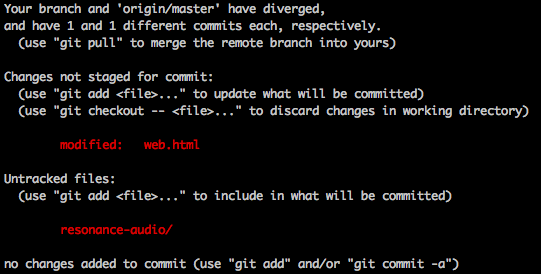 Your branch and 'origin/master' have diverged,
and have 1 and 1 different commits each, respectively.
(use "git pull" to merge the remote branch into yours)
Changes not staged for commit:
(use "git add <file>..." to update what will be committed)
(use "git checkout -- <file>..." to discard changes in working directory)
modified:   web.html
Untracked files:
(use "git add <file>..." to include in what will be committed)
resonance-audio/
no changes added to commit (use "git add" and/or "git commit -a")